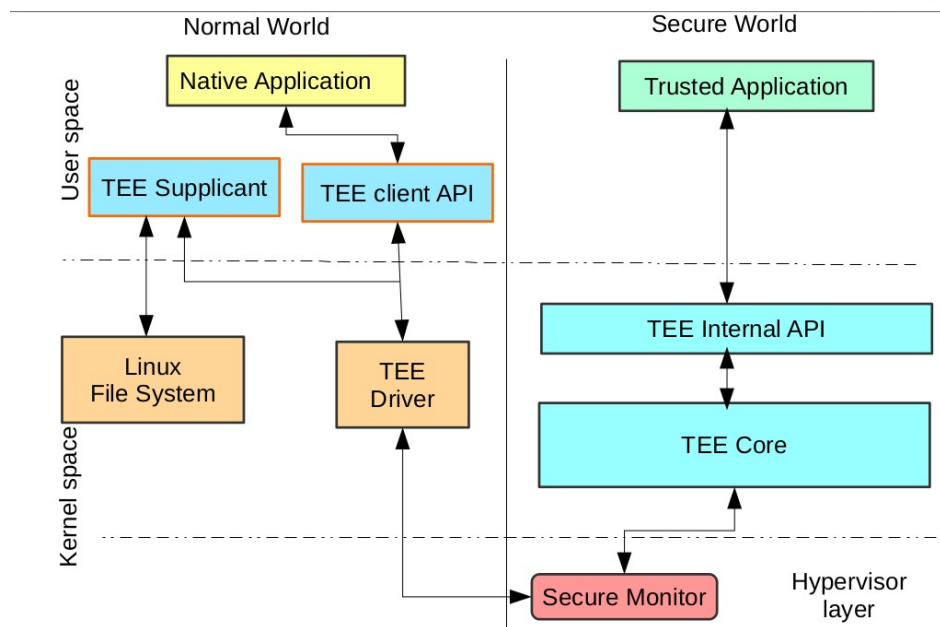 Normal World
Secure World
Native Application
Trusted Application
User space
TEE Supplicant
TEE client API
TEE Internal API
Linux
File System
TEE
Driver
TEE Core
Kernel space
Secure Monitor
Hypervisor
layer